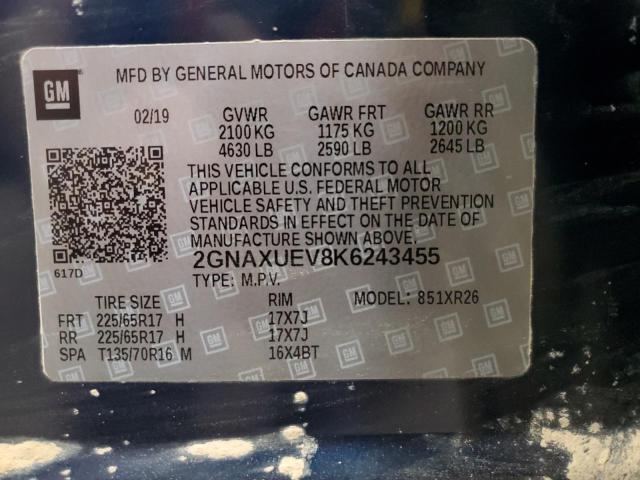 GM
MFD BY GENERAL MOTORS OF CANADA COMPANY
02/19 GVWR GAWR FRT GAWR RR
2100 KG 1175 KG 1200 KG
4630 LB 2590 LB 2645 LB
THIS VEHICLE CONFORMS TO ALL
APPLICABLE U.S. FEDERAL MOTOR
VEHICLE SAFETY AND THEFT PREVENTION
STANDARDS IN EFFECT ON THE DATE OF
MANUFACTURE SHOWN ABOVE.
617D 2GNAXUEV8K6243455
TYPE: M.P.V.
TIRE SIZE RIM MODEL: 851XR26
FRT 225/65R17 H 17X7J
RR 225/65R17 H 17X7J
SPA T135/70R16 M 16X4BT